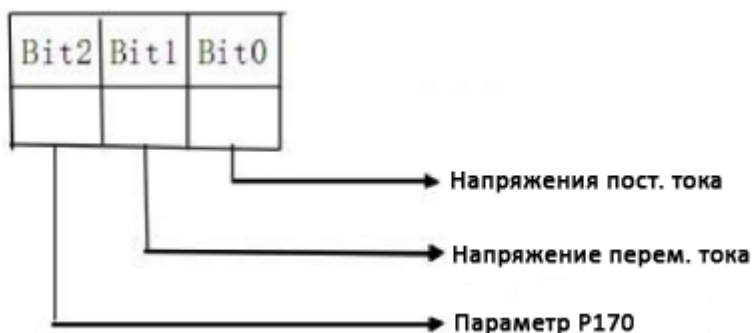 Bit2 Bit1 Bit0
Напряжения пост. тока
Напряжение перем. тока
Параметр P170